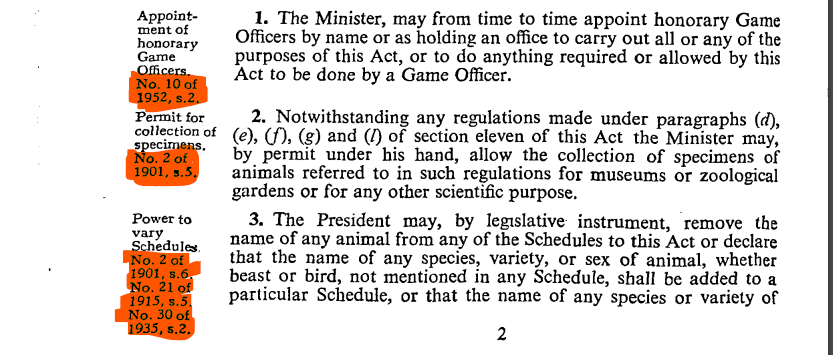 Appoint-
ment of
honorary
Game
Officers.
No. 10 of
1952, s.2.
1. The Minister, may from time to time appoint honorary Game
Officers by name or as holding an office to carry out all or any of the
purposes of this Act, or to do anything required or allowed by this
Act to be done by a Game Officer.
Permit for
collection of
specimens.
No. 2 of
1901, s.5.
2. Notwithstanding any regulations made under paragraphs (d),
(e), (f), (g) and (l) of section eleven of this Act the Minister may,
by permit under his hand, allow the collection of specimens of
animals referred to in such regulations for museums or zoological
gardens or for any other scientific purpose.
Power to
vary
Schedules.
No. 2 of
1901, s.6.
No. 21 of
1915, s.5.
No. 30 of
1935, s.2.
3. The President may, by legislative instrument, remove the
name of any animal from any of the Schedules to this Act or declare
that the name of any species, variety, or sex of animal, whether
beast or bird, not mentioned in any Schedule, shall be added to a
particular Schedule, or that the name of any species or variety of
2